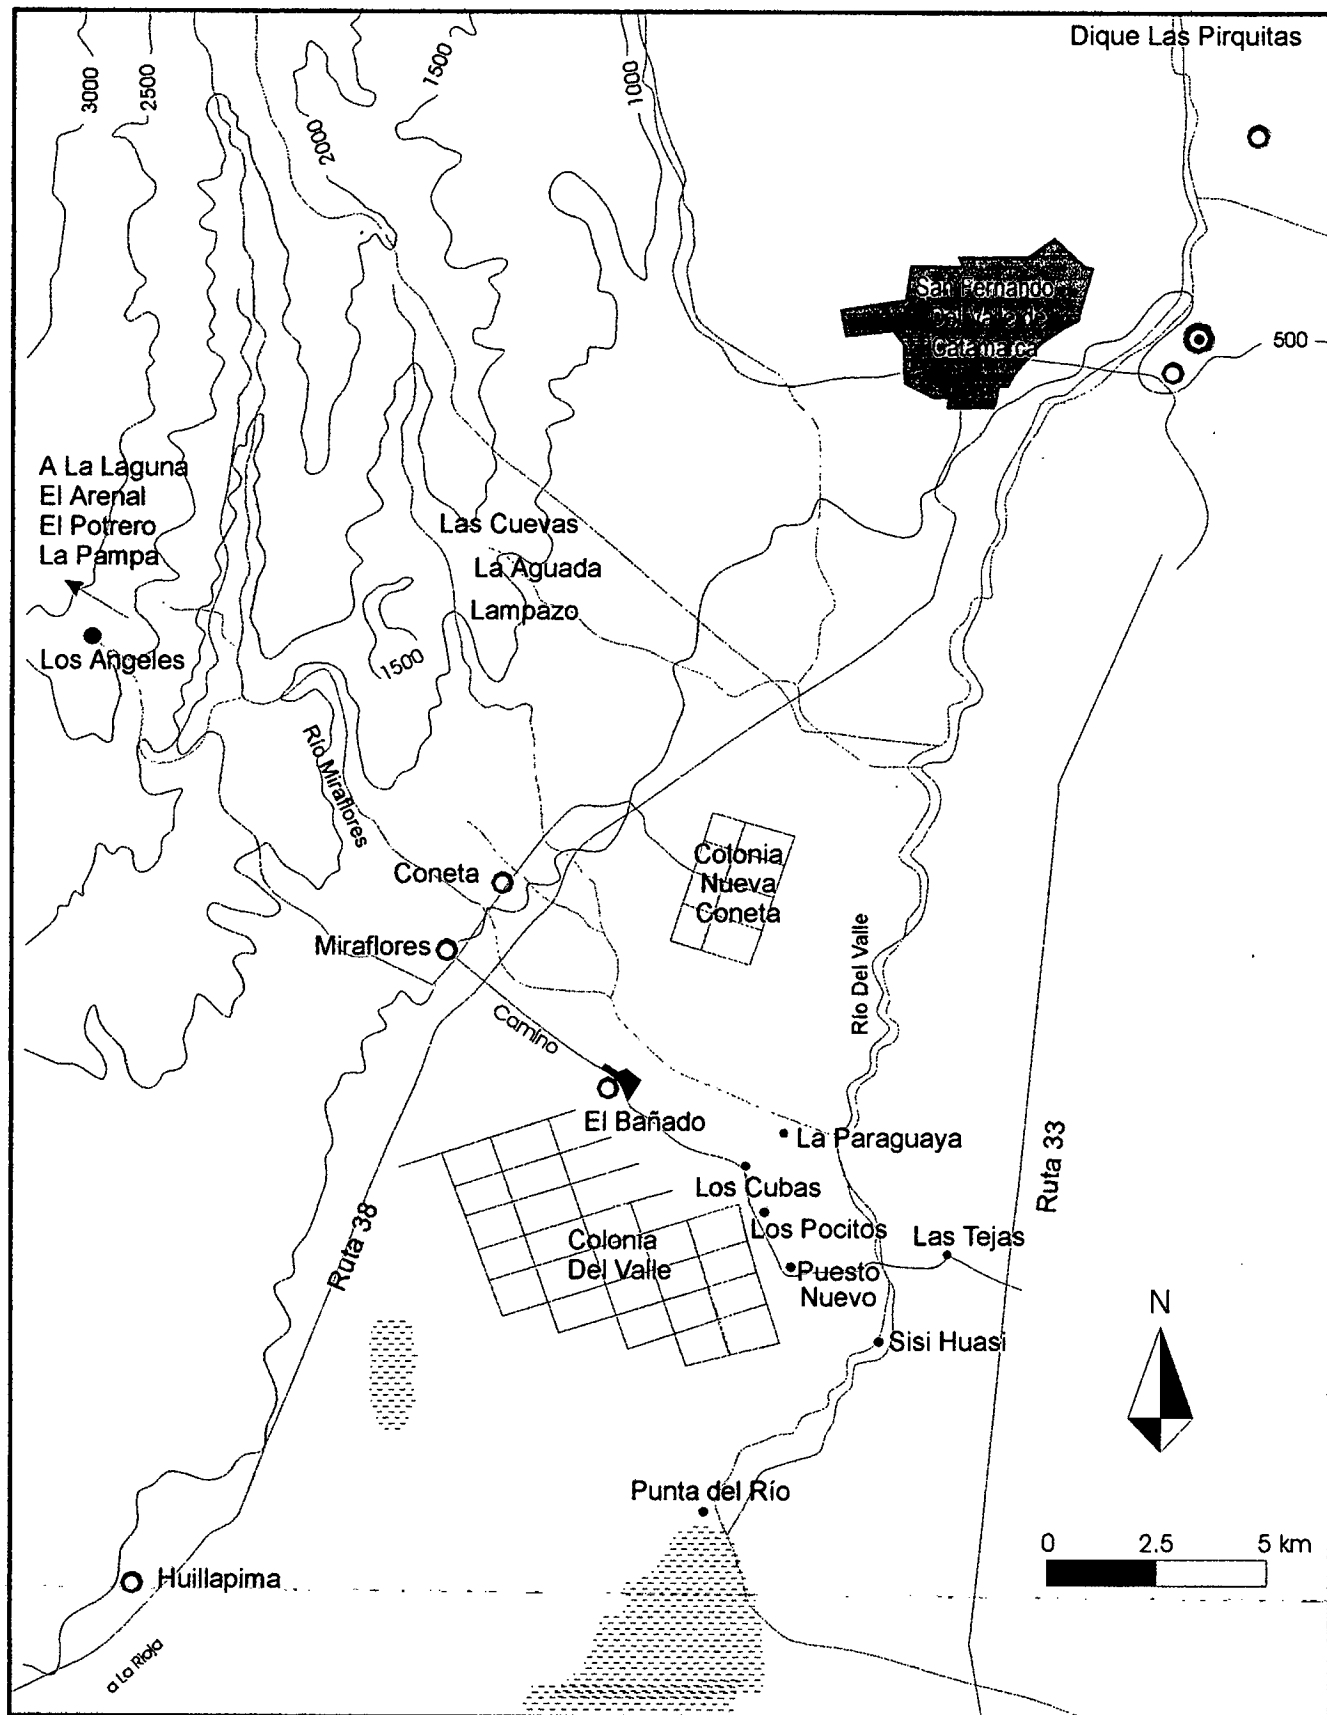 Dique Las Pirquitas
3000
2500
2000
1500
1000
San Fernando
Del Valle de
Catamarca
500
A La Laguna
El Arenal
El Potrero
La Pampa
Los Angeles
Las Cuevas
La Aguada
Lampazo
1500
Río Miraflores
Coneta
Miraflores
Colonia
Nueva
Coneta
Río Del Valle
Camino
El Bañado
La Paraguaya
Los Cubas
Los Pocitos
Las Tejas
Puesto
Nuevo
Colonia
Del Valle
Ruta 38
Ruta 33
Sisi Huasi
N
Punta del Río
0 2.5 5 km
Huillapima
a La Rioja